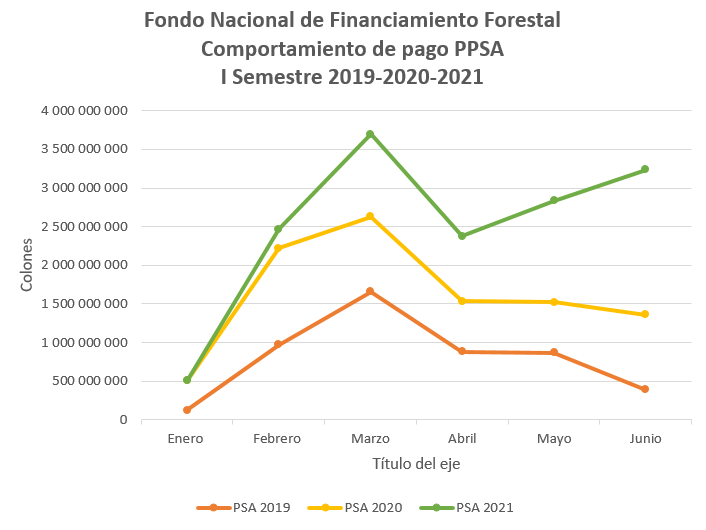 Fondo Nacional de Financiamiento Forestal
Comportamiento de pago PPSA
I Semestre 2019-2020-2021
4 000 000 000
3 500 000 000
3 000 000 000
2 500 000 000
2 000 000 000
1 500 000 000
1 000 000 000
500 000 000
0
Colones
Enero Febrero Marzo Abril Mayo Junio
Título del eje
PSA 2019 PSA 2020 PSA 2021